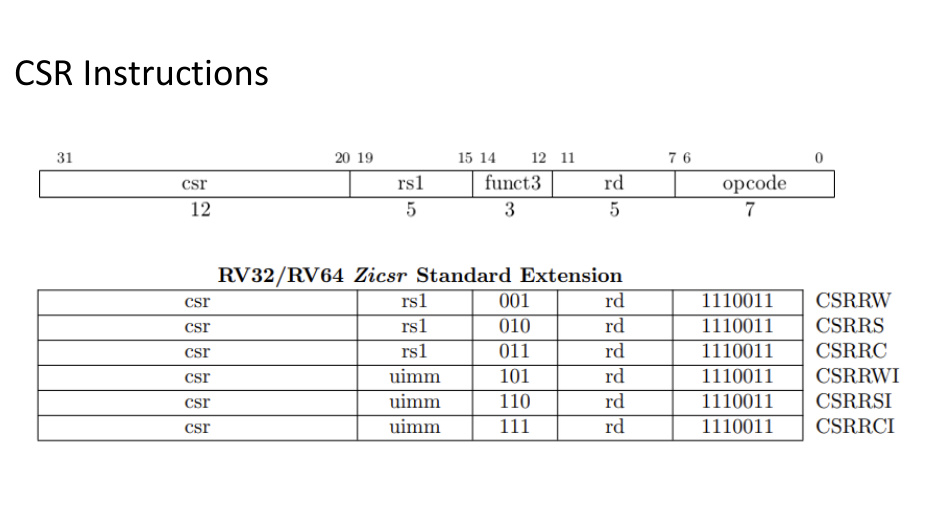 CSR Instructions
31 20 19 15 14 12 11 7 6 0
csr rs1 funct3 rd opcode
12 5 3 5 7
RV32/RV64 Zicsr Standard Extension
csr rs1 001 rd 1110011 CSRRW
csr rs1 010 rd 1110011 CSRRS
csr rs1 011 rd 1110011 CSRRC
csr uimm 101 rd 1110011 CSRRWI
csr uimm 110 rd 1110011 CSRRSI
csr uimm 111 rd 1110011 CSRRCI